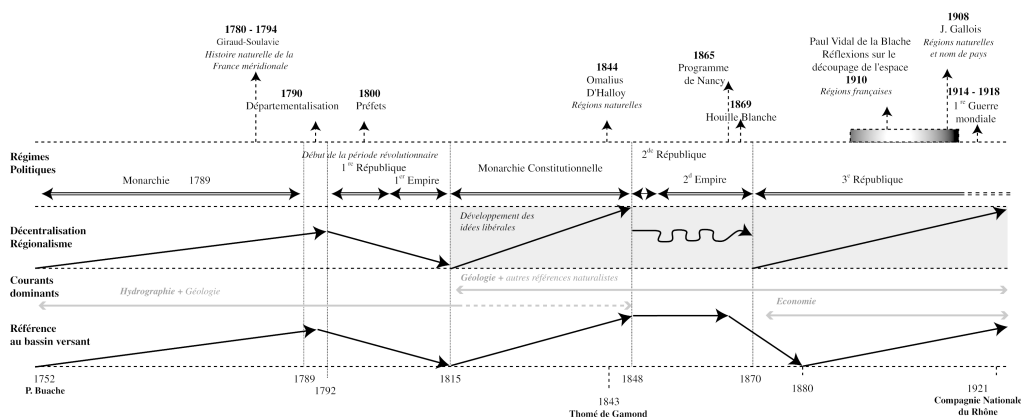 1780 - 1794
Giraud-Soulavie
Histoire naturelle de la
France méridionale
1790
Départementalisation
1800
Préfets
1844
Omalius
D'Halloy
Régions naturelles
1865
Programme
de Nancy
1869
Houille Blanche
Paul Vidal de la Blache
Réflexions sur le
découpage de l'espace
1910
Régions françaises
1908
J. Gallois
Régions naturelles
et nom de pays
1914 - 1918
1re Guerre
mondiale
Régimes
Politiques
Monarchie 1789
Début de la période révolutionnaire
1re République
1er Empire
Monarchie Constitutionnelle
2de République
2d Empire
3e République
Décentralisation
Régionalisme
Développement des
idées libérales
Courants
dominants
Hydrographie + Géologie
Géologie + autres références naturalistes
Economie
Référence
au bassin versant
1752
P. Buache
1789
1792
1815
1843
Thomé de Gamond
1848
1870
1880
1921
Compagnie Nationale
du Rhône